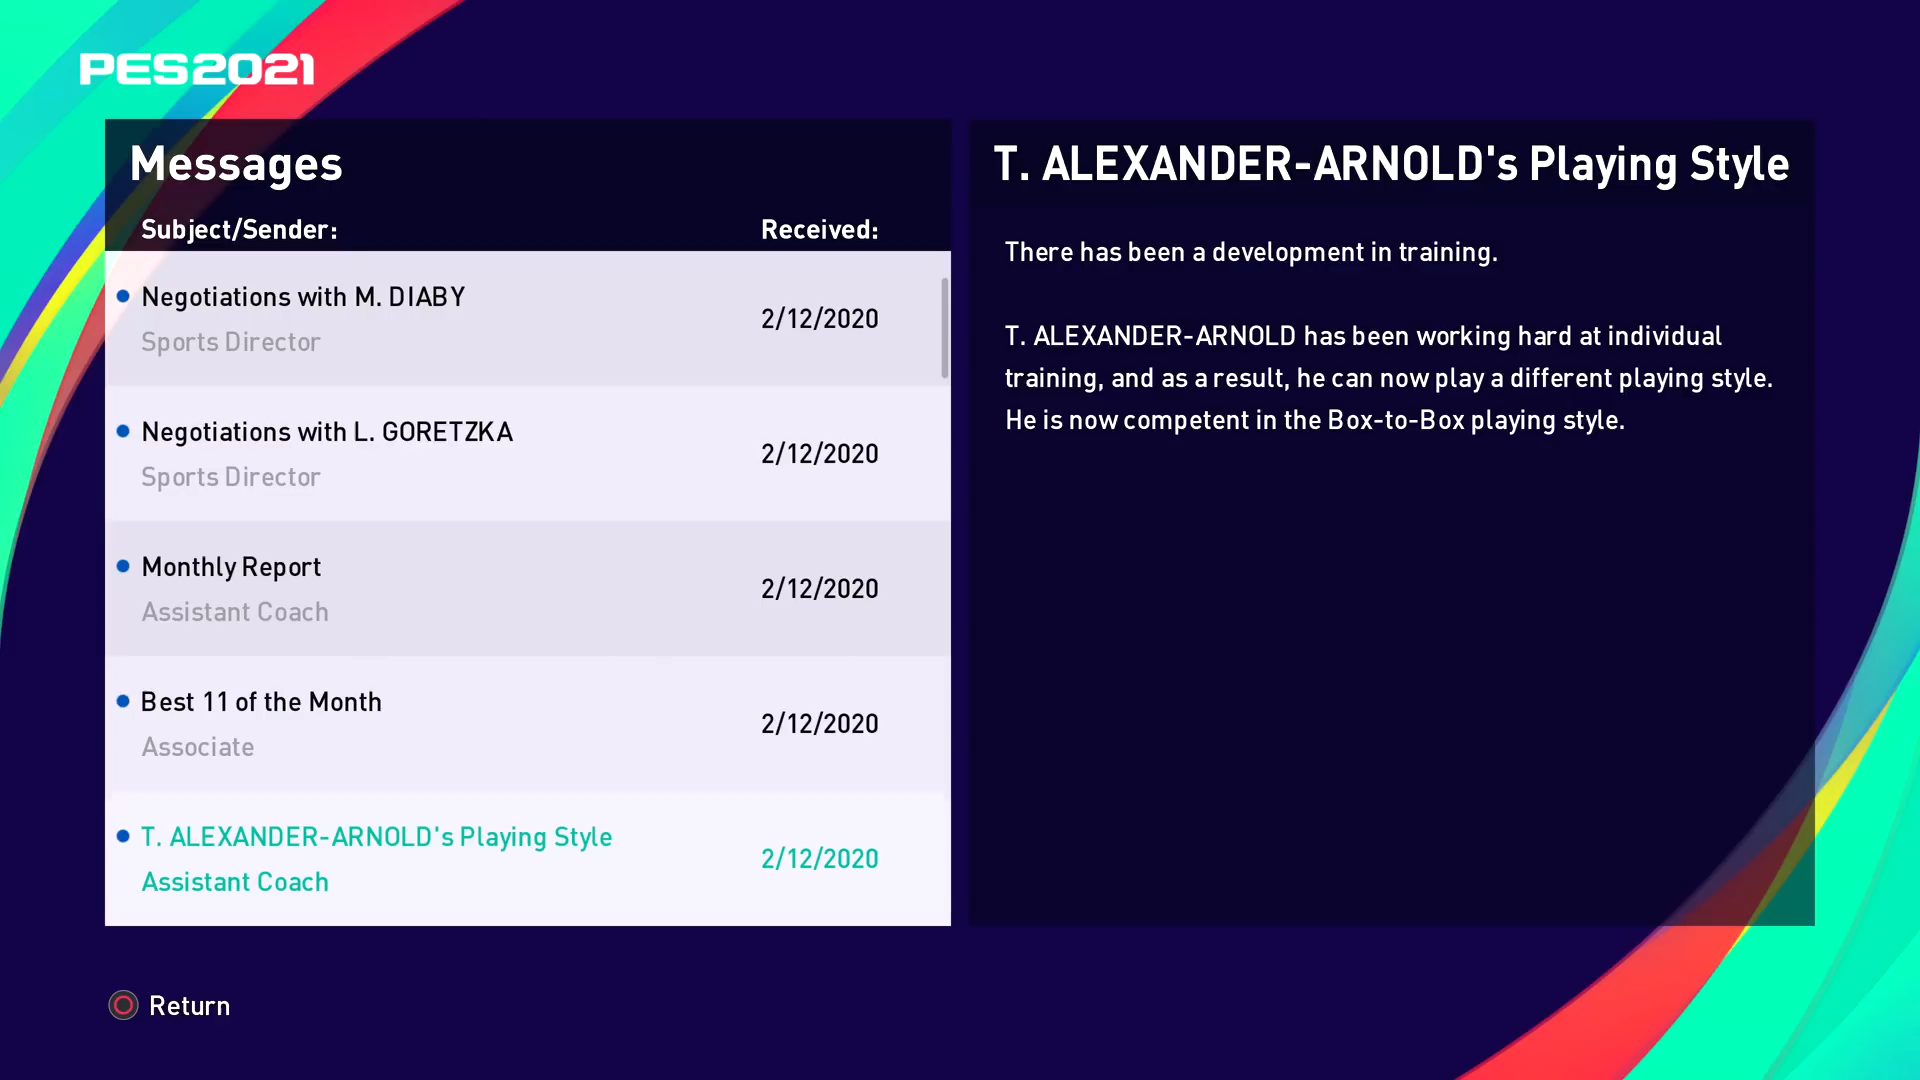 PES2021
Messages
Subject/Sender: Received:
Negotiations with M. DIABY
Sports Director
2/12/2020
Negotiations with L. GORETZKA
Sports Director
2/12/2020
Monthly Report
Assistant Coach
2/12/2020
Best 11 of the Month
Associate
2/12/2020
T. ALEXANDER-ARNOLD's Playing Style
Assistant Coach
2/12/2020
T. ALEXANDER-ARNOLD's Playing Style
There has been a development in training.
T. ALEXANDER-ARNOLD has been working hard at individual
training, and as a result, he can now play a different playing style.
He is now competent in the Box-to-Box playing style.
Return